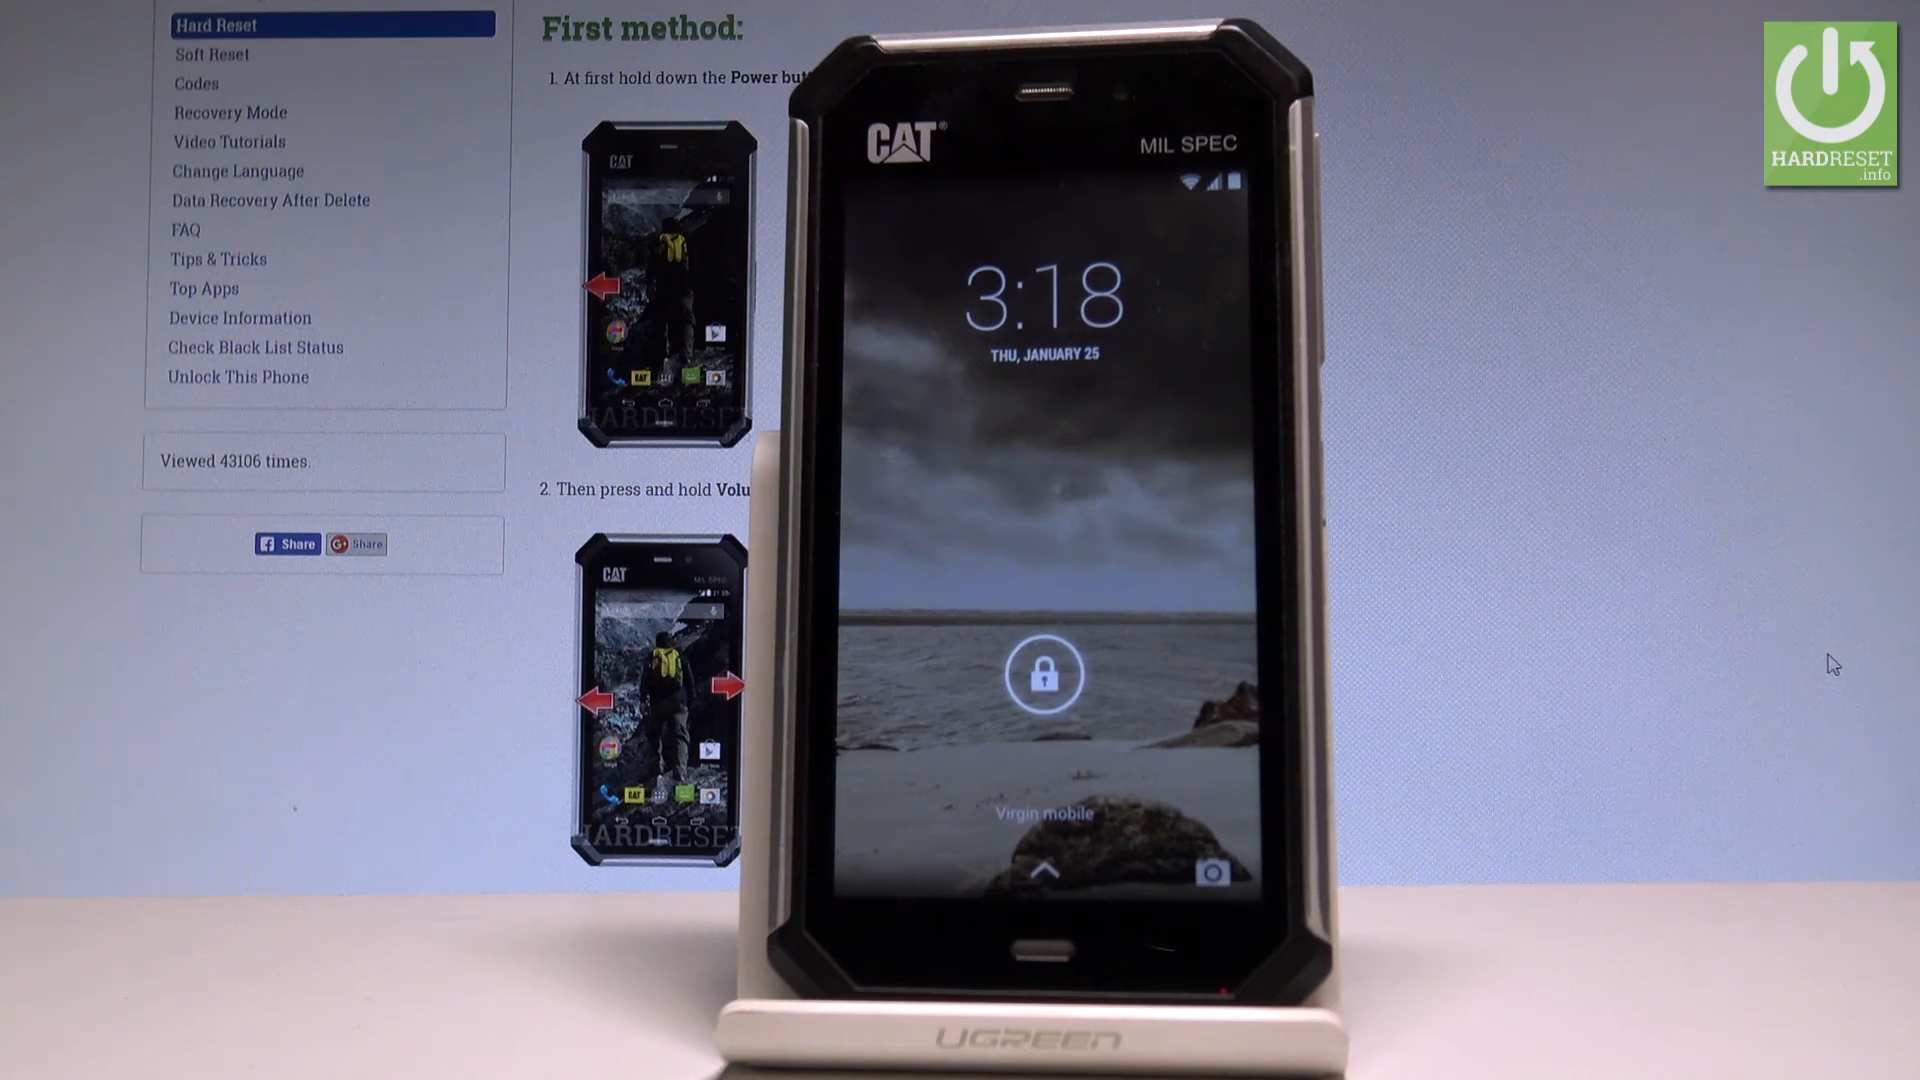 Hard Reset
Soft Reset
Codes
Recovery Mode
Video Tutorials
Change Language
Data Recovery After Delete
FAQ
Tips & Tricks
Top Apps
Device Information
Check Black List Status
Unlock This Phone
Viewed 43106 times.
Share
Share
First method:
1. At first hold down the Power but
CAT
HARDRESET
2. Then press and hold Volu
CAT
MIL SPEC
CAT
HARDRESET
CAT®
MIL SPEC
3:18
THU, JANUARY 25
Virgin mobile
UGREEN
HARDRESET
.info